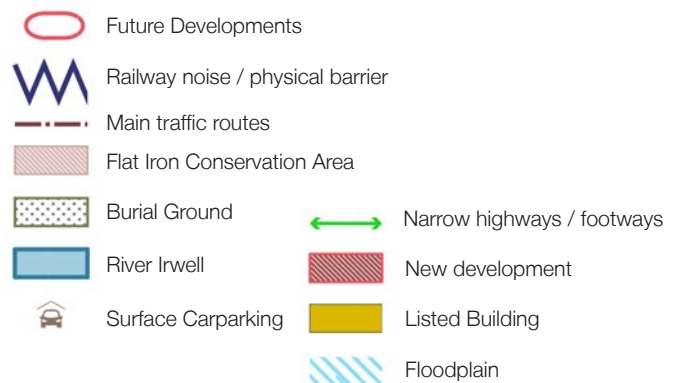 Future Developments
Railway noise / physical barrier
Main traffic routes
Flat Iron Conservation Area
Burial Ground
River Irwell
Surface Carparking
Narrow highways / footways
New development
Listed Building
Floodplain